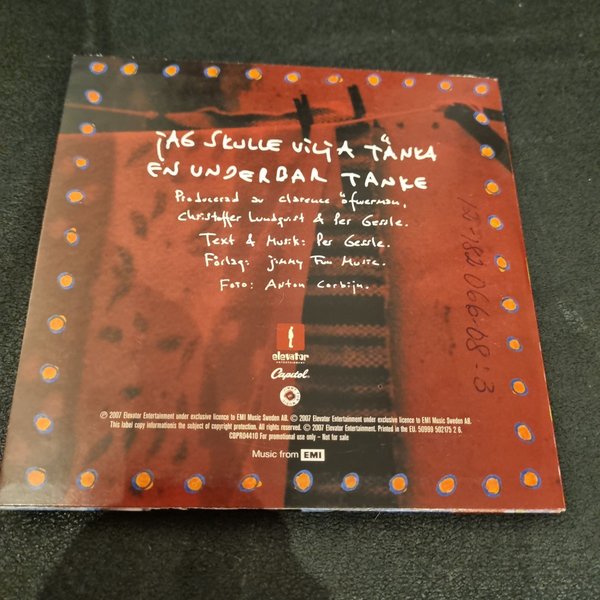 jAG SKULLE VILJA TÄNKA
EN UNDERBAR TANKE
Producerad av Clarence Öfwerman,
Christoffer Lundquist & Per Gessle.
Text & Musik: Per Gessle.
Förlag: Jimmy Fun Music.
Foto: Anton Corbijn.
elevator
ENTERTAINMENT
Capitol
℗ 2007 Elevator Entertainment under exclusive licence to EMI Music Sweden AB. © 2007 Elevator Entertainment under exclusive licence to EMI Music Sweden AB.
This label copy informationis the subject of copyright protection. All rights reserved. © 2007 Elevator Entertainment. Printed in the EU. 50999 502175 2 6.
CDPRO4410 For promotional use only - Not for sale
Music from EMI